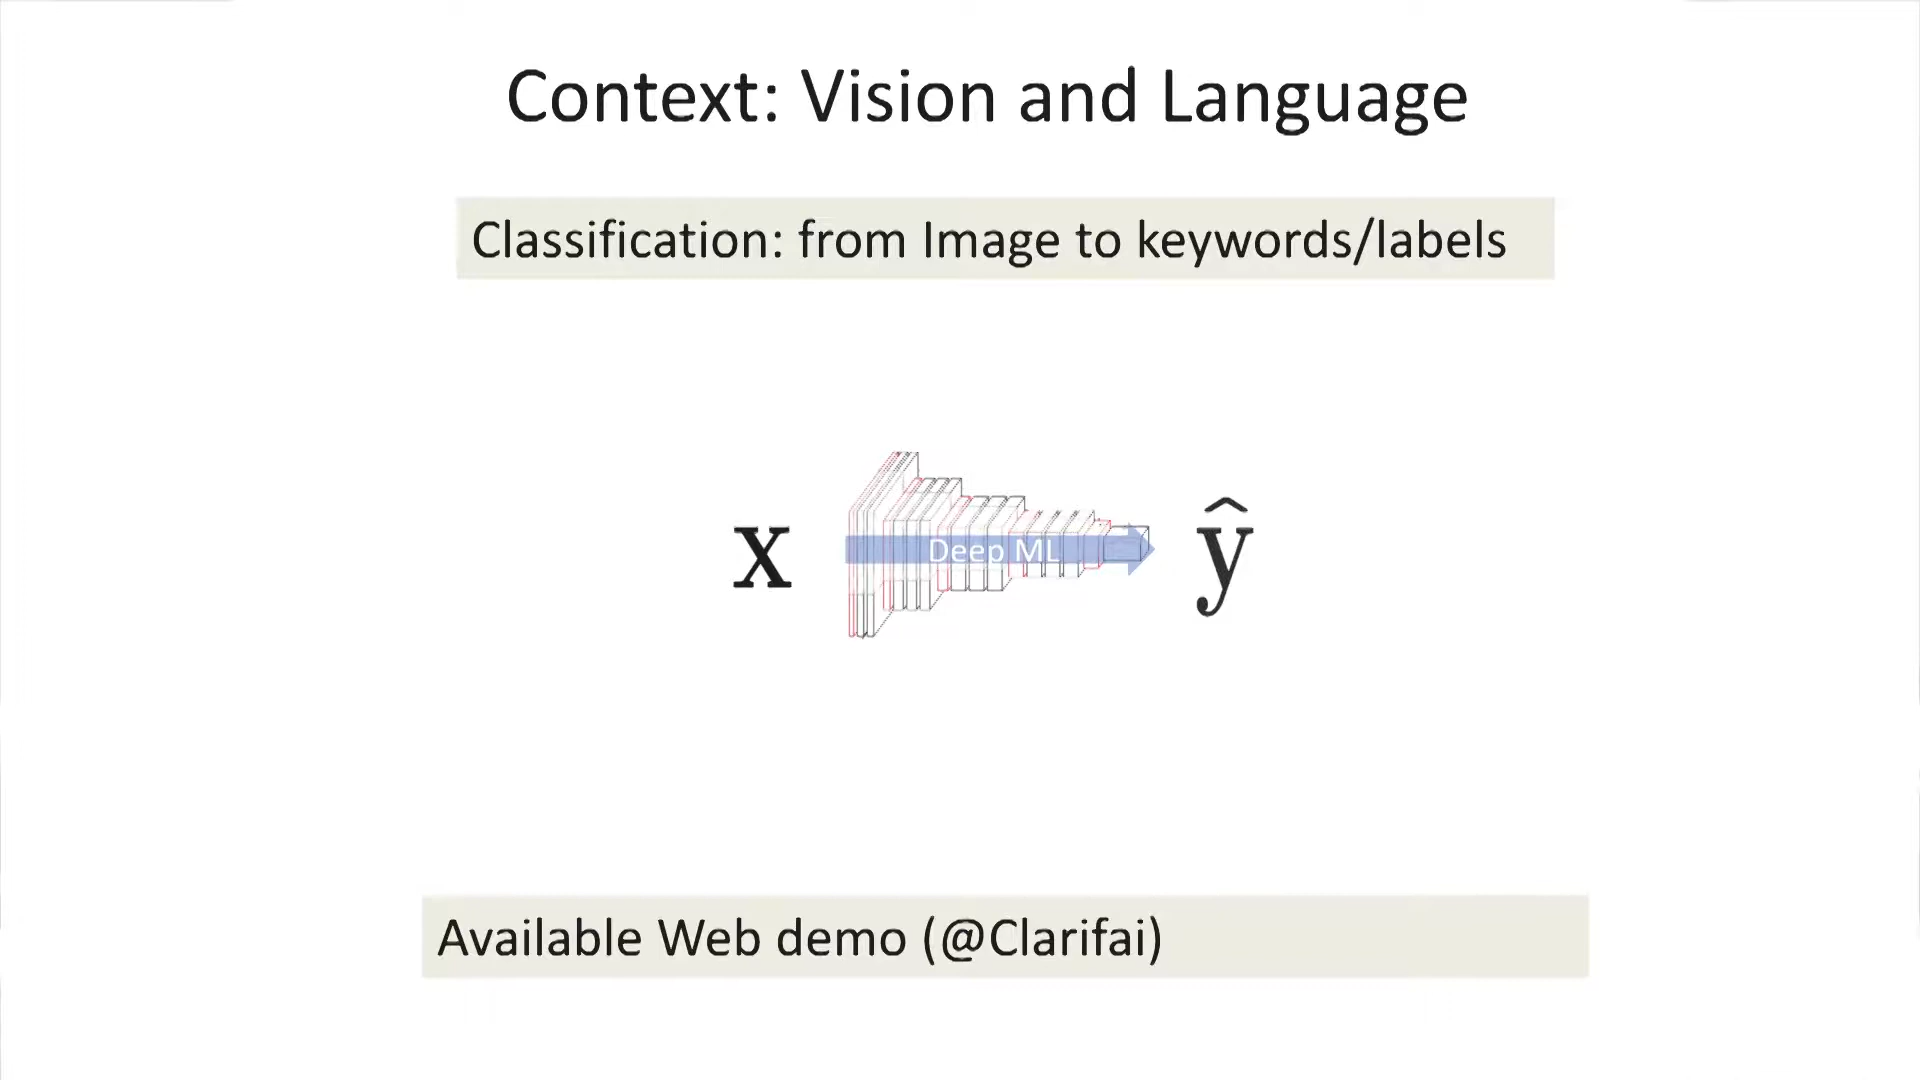 Context: Vision and Language
Classification: from Image to keywords/labels
x Deep ML ŷ
Available Web demo (@Clarifai)